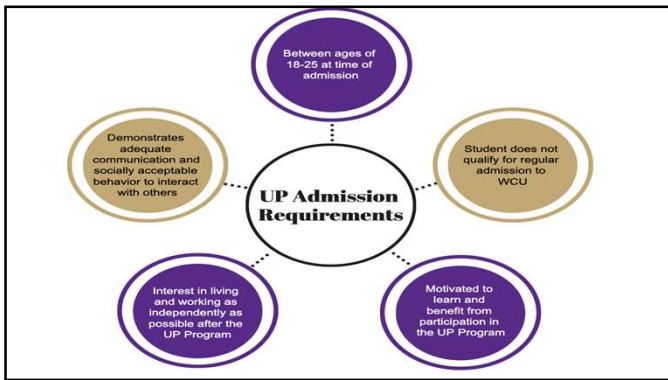 Between ages of
18-25 at time of
admission
Demonstrates
adequate
communication and
socially acceptable
behavior to interact
with others
Student does not
qualify for regular
admission to
WCU
UP Admission
Requirements
Interest in living
and working as
independently as
possible after the
UP Program
Motivated to
learn and
benefit from
participation in
the UP Program